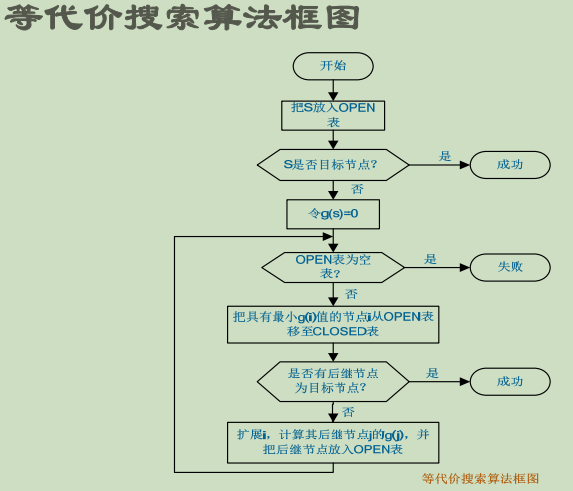 等代价搜索算法框图
开始
把S放入OPEN
表
S是否目标节点?
是
成功
否
令g(s)=0
OPEN表为空
表?
是
失败
否
把具有最小g(i)值的节点i从OPEN表
移至CLOSED表
是否有后继节点
为目标节点?
是
成功
否
扩展i，计算其后继节点j的g(j)，并
把后继节点放入OPEN表
等代价搜索算法框图